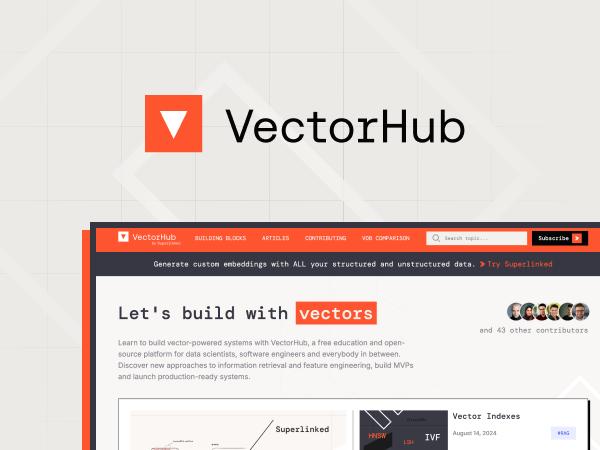 VectorHub
VectorHub
by Superlinked
BUILDING BLOCKS ARTICLES CONTRIBUTING VDB COMPARISON Search topic... Subscribe
Generate custom embeddings with ALL your structured and unstructured data. Try Superlinked
Let's build with vectors
and 43 other contributors
Learn to build vector-powered systems with VectorHub, a free education and open-
source platform for data scientists, software engineers and everybody in between.
Discover new approaches to information retrieval and feature engineering, build MVPs
and launch production-ready systems.
Superlinked
HNSW
LSH
IVF
Vector Indexes
August 14, 2024
#RAG